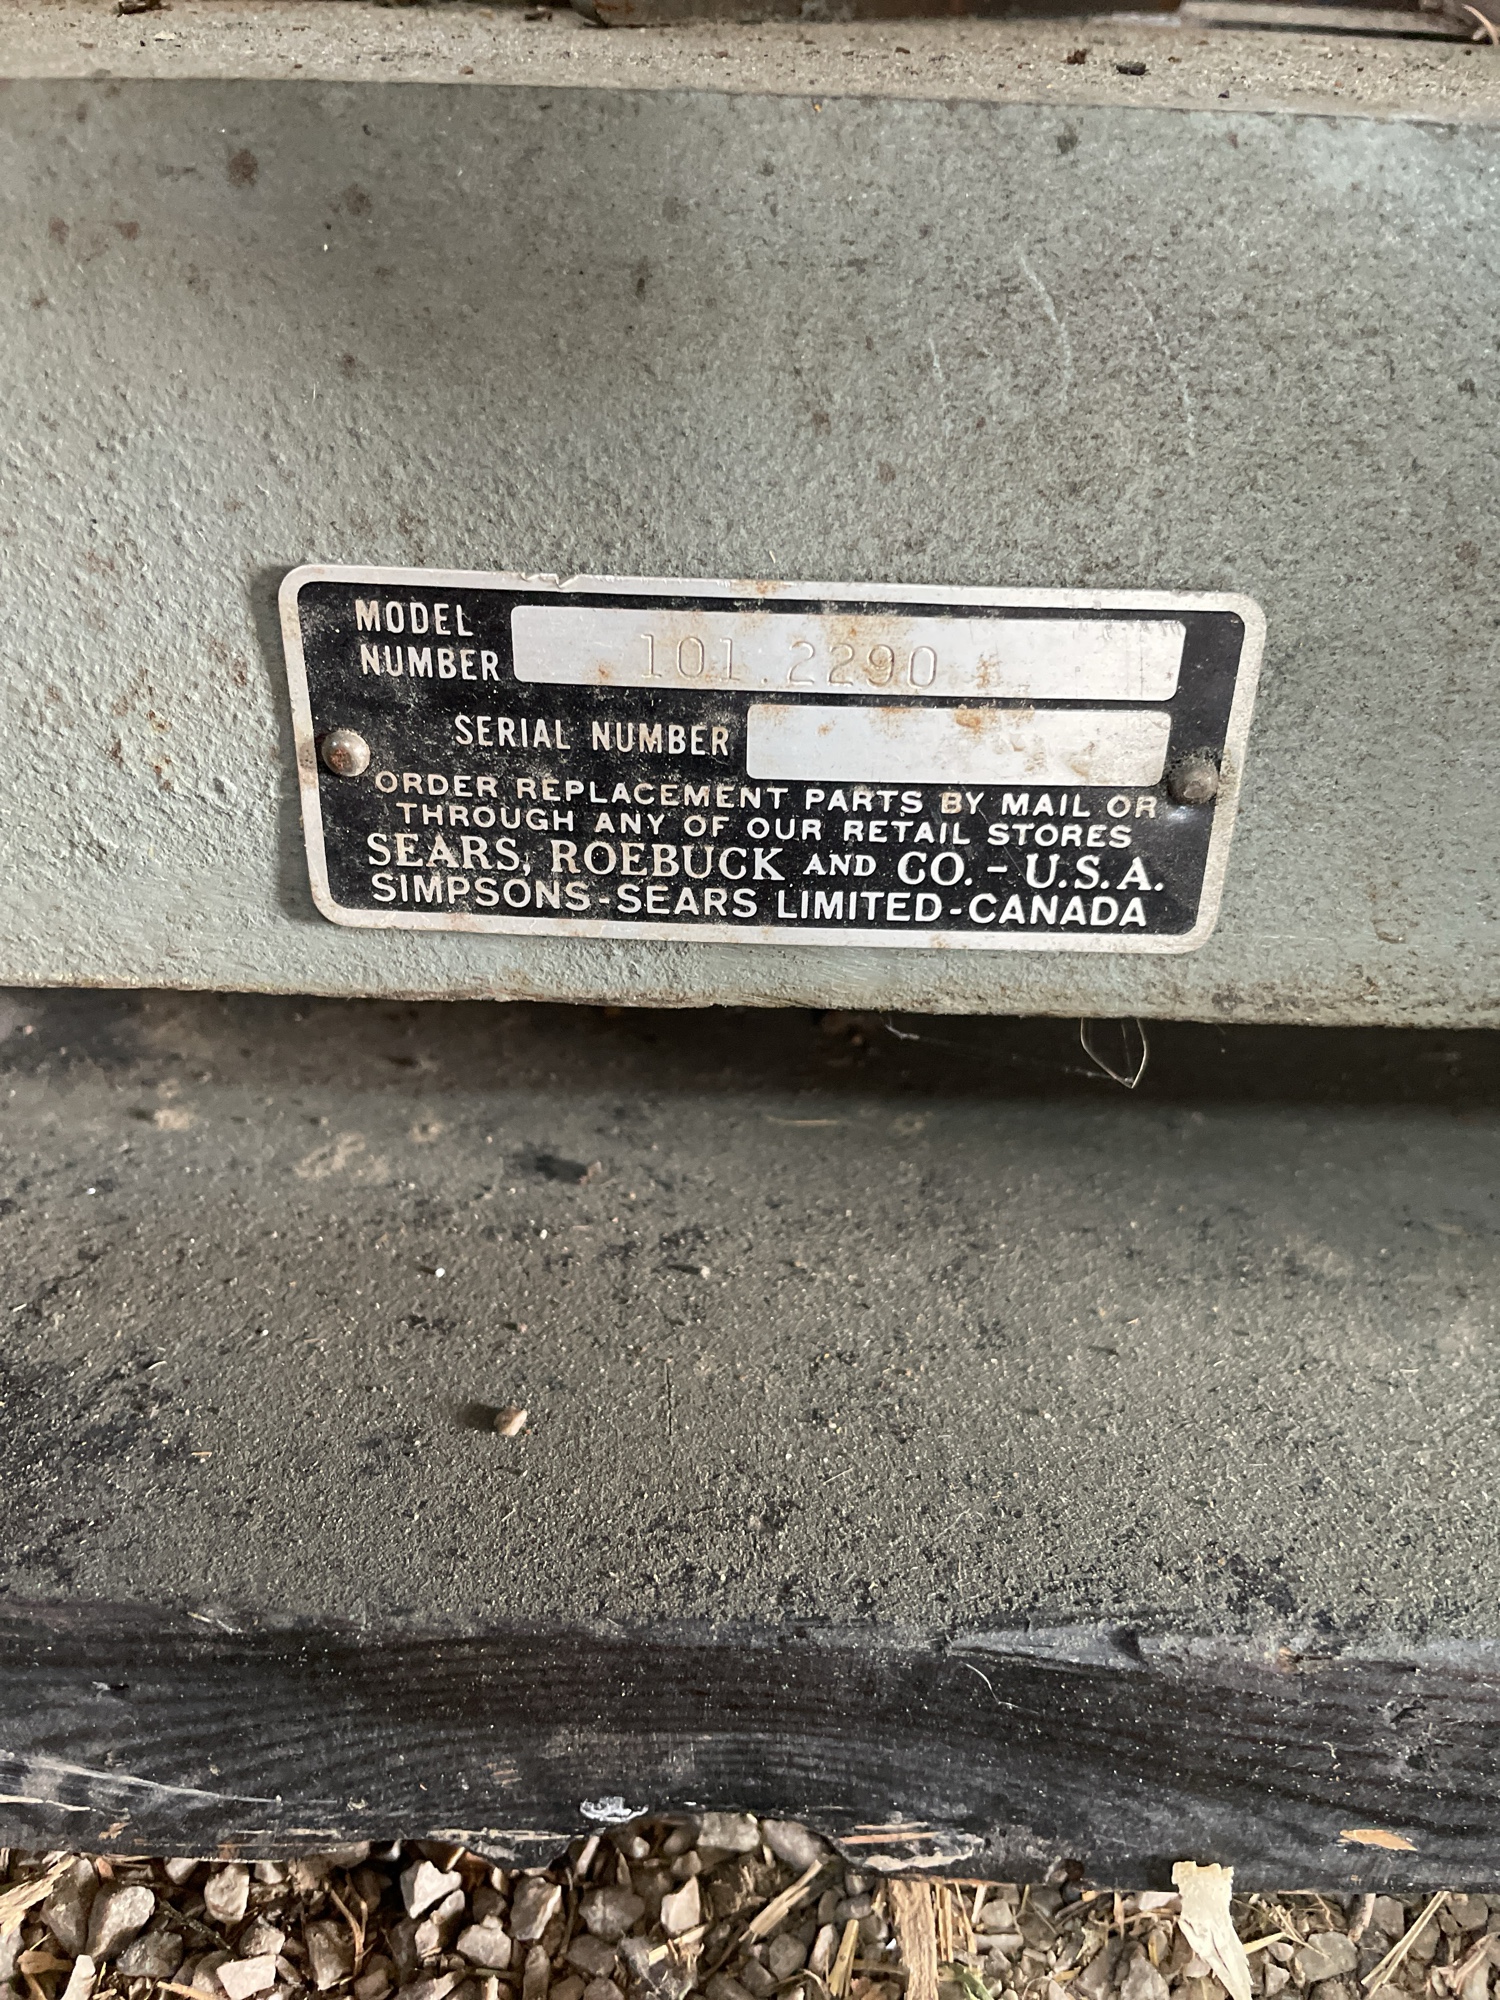 MODEL
NUMBER 101.2290
SERIAL NUMBER
ORDER REPLACEMENT PARTS BY MAIL OR
THROUGH ANY OF OUR RETAIL STORES
SEARS, ROEBUCK AND CO. - U.S.A.
SIMPSONS-SEARS LIMITED-CANADA